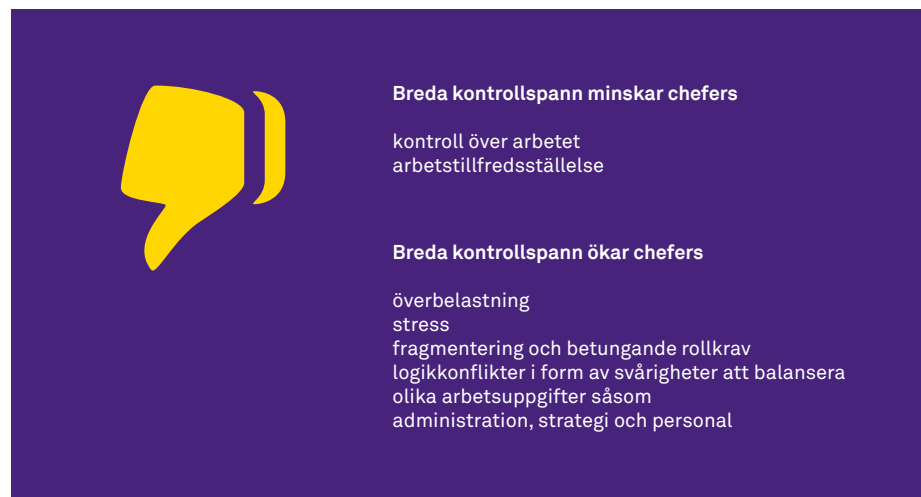 Breda kontrollspann minskar chefers
kontroll över arbetet
arbetstillfredsställelse
Breda kontrollspann ökar chefers
överbelastning
stress
fragmentering och betungande rollkrav
logikkonflikter i form av svårigheter att balansera
olika arbetsuppgifter såsom
administration, strategi och personal